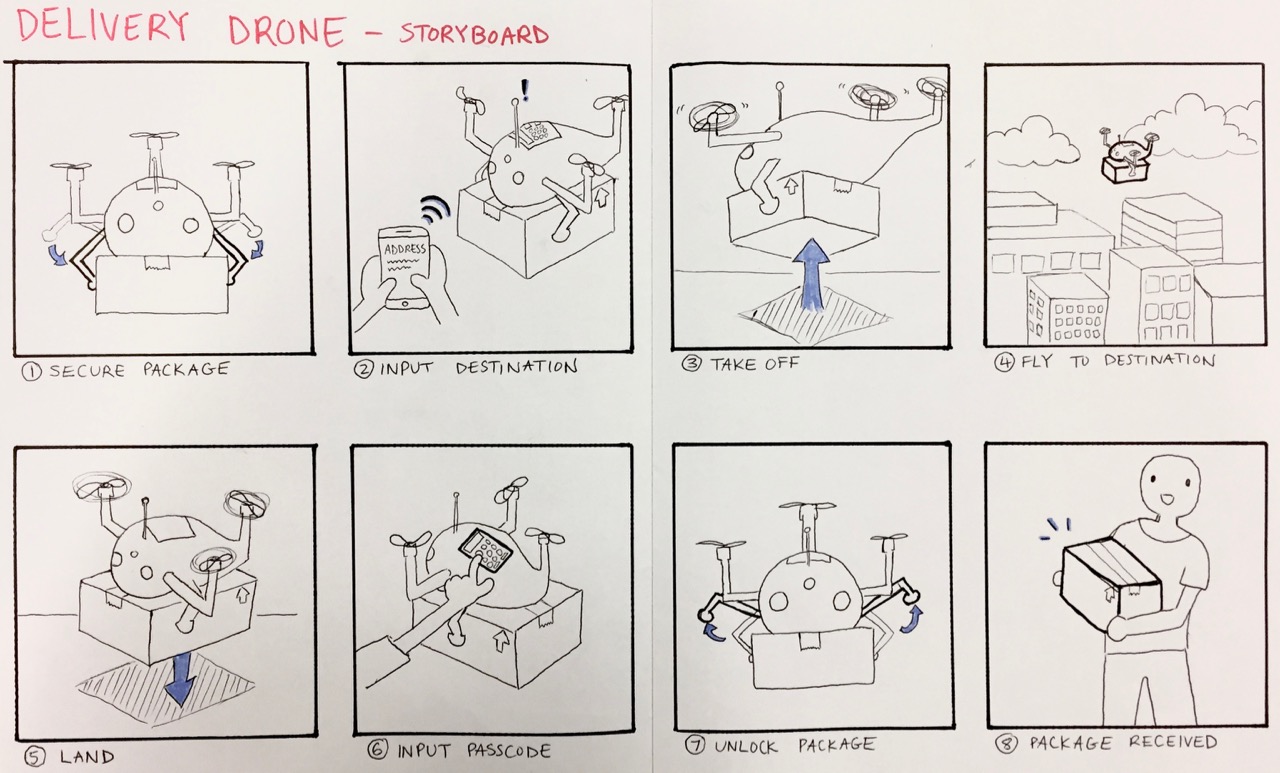 DELIVERY DRONE - STORYBOARD
① SECURE PACKAGE
!
ADDRESS
② INPUT DESTINATION
③ TAKE OFF
④ FLY TO DESTINATION
⑤ LAND
⑥ INPUT PASSCODE
⑦ UNLOCK PACKAGE
⑧ PACKAGE RECEIVED